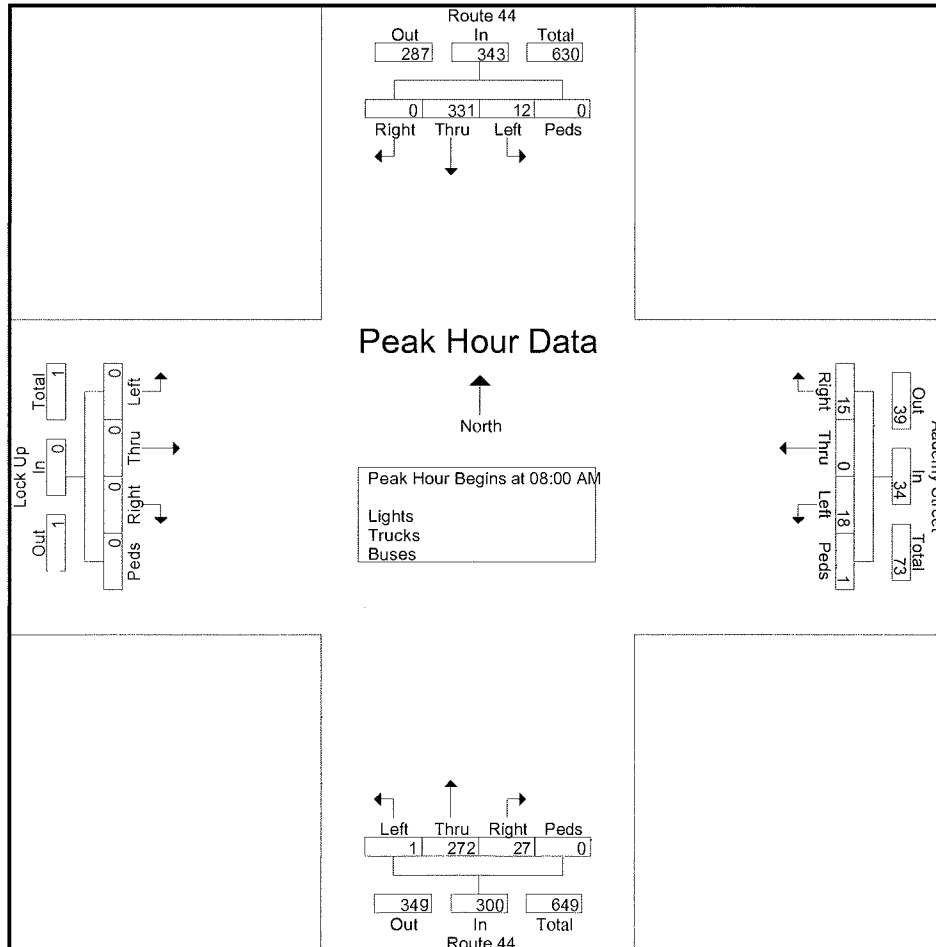 Route 44
Out In Total
287 343 630
0 331 12 0
Right Thru Left Peds
Peak Hour Data
North
Peak Hour Begins at 08:00 AM
Lights
Trucks
Buses
Lock Up
Out In Total
1 0 1
0 0 0 0
Left Thru Right Peds
Right Thru Left Peds
15 0 18 1
Out In Total
39 34 73
Street
Left Thru Right Peds
1 272 27 0
349 300 649
Out In Total
Route 44